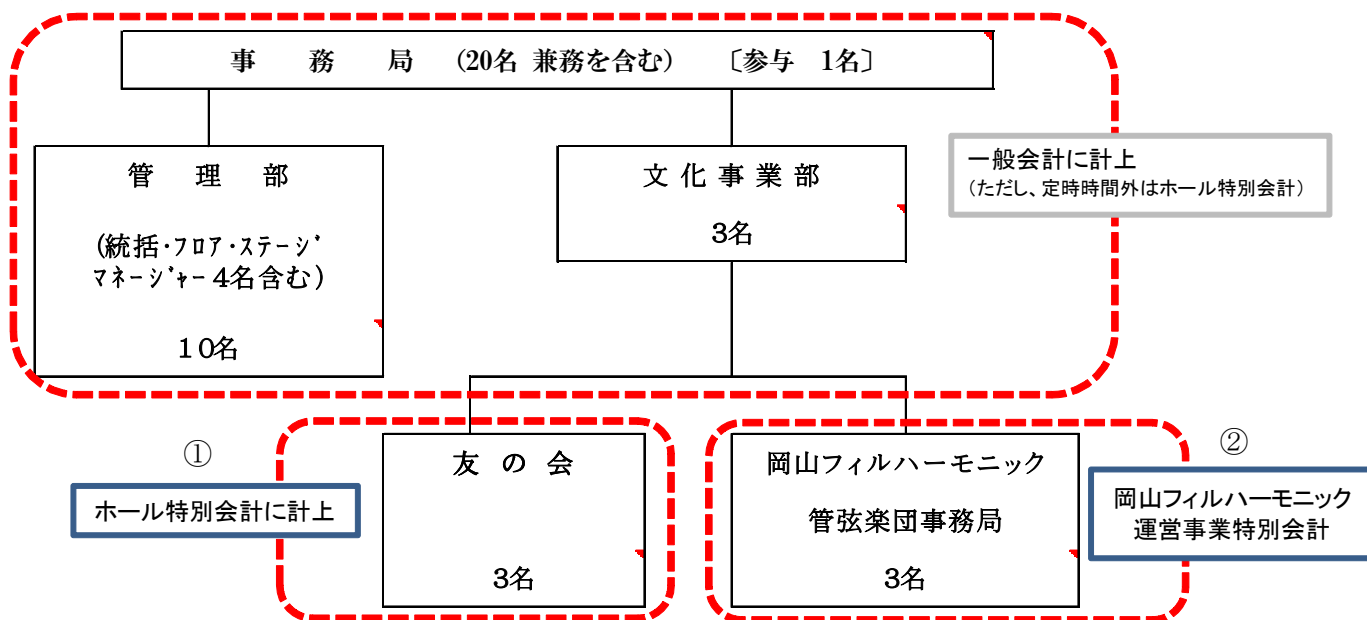 事 務 局 (20名 兼務を含む) 〔参与 1名〕
管 理 部
(統括・フロア・ステージ
マネージャー4名含む)
10名
文 化 事 業 部
3名
一般会計に計上
(ただし、定時時間外はホール特別会計)
①
ホール特別会計に計上
友 の 会
3名
岡山フィルハーモニック
管弦楽団事務局
3名
②
岡山フィルハーモニック
運営事業特別会計